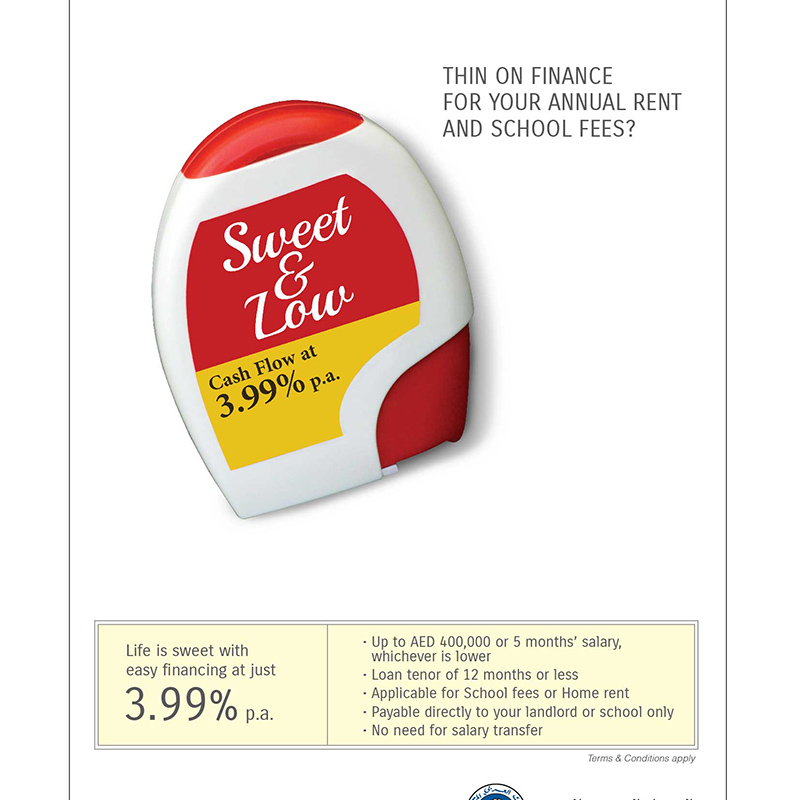 THIN ON FINANCE
FOR YOUR ANNUAL RENT
AND SCHOOL FEES?
Sweet
&
Low
Cash Flow at
3.99% p.a.
Life is sweet with
easy financing at just
3.99% p.a.
· Up to AED 400,000 or 5 months' salary,
whichever is lower
· Loan tenor of 12 months or less
· Applicable for School fees or Home rent
· Payable directly to your landlord or school only
· No need for salary transfer
Terms & Conditions apply